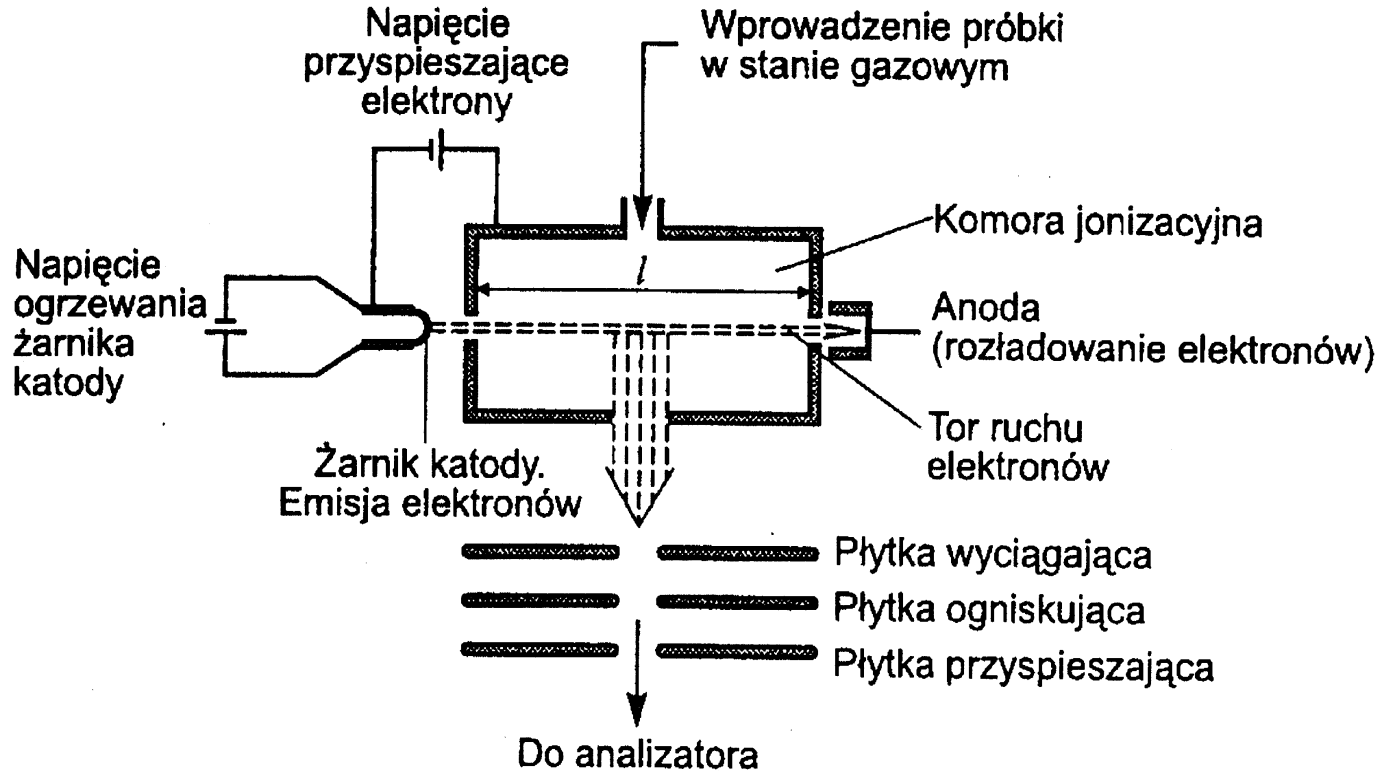 Napięcie
przyspieszające
elektrony
Wprowadzenie próbki
w stanie gazowym
Komora jonizacyjna
Napięcie
ogrzewania
żarnika
katody
l
Anoda
(rozładowanie elektronów)
Tor ruchu
elektronów
Żarnik katody.
Emisja elektronów
Płytka wyciągająca
Płytka ogniskująca
Płytka przyspieszająca
Do analizatora